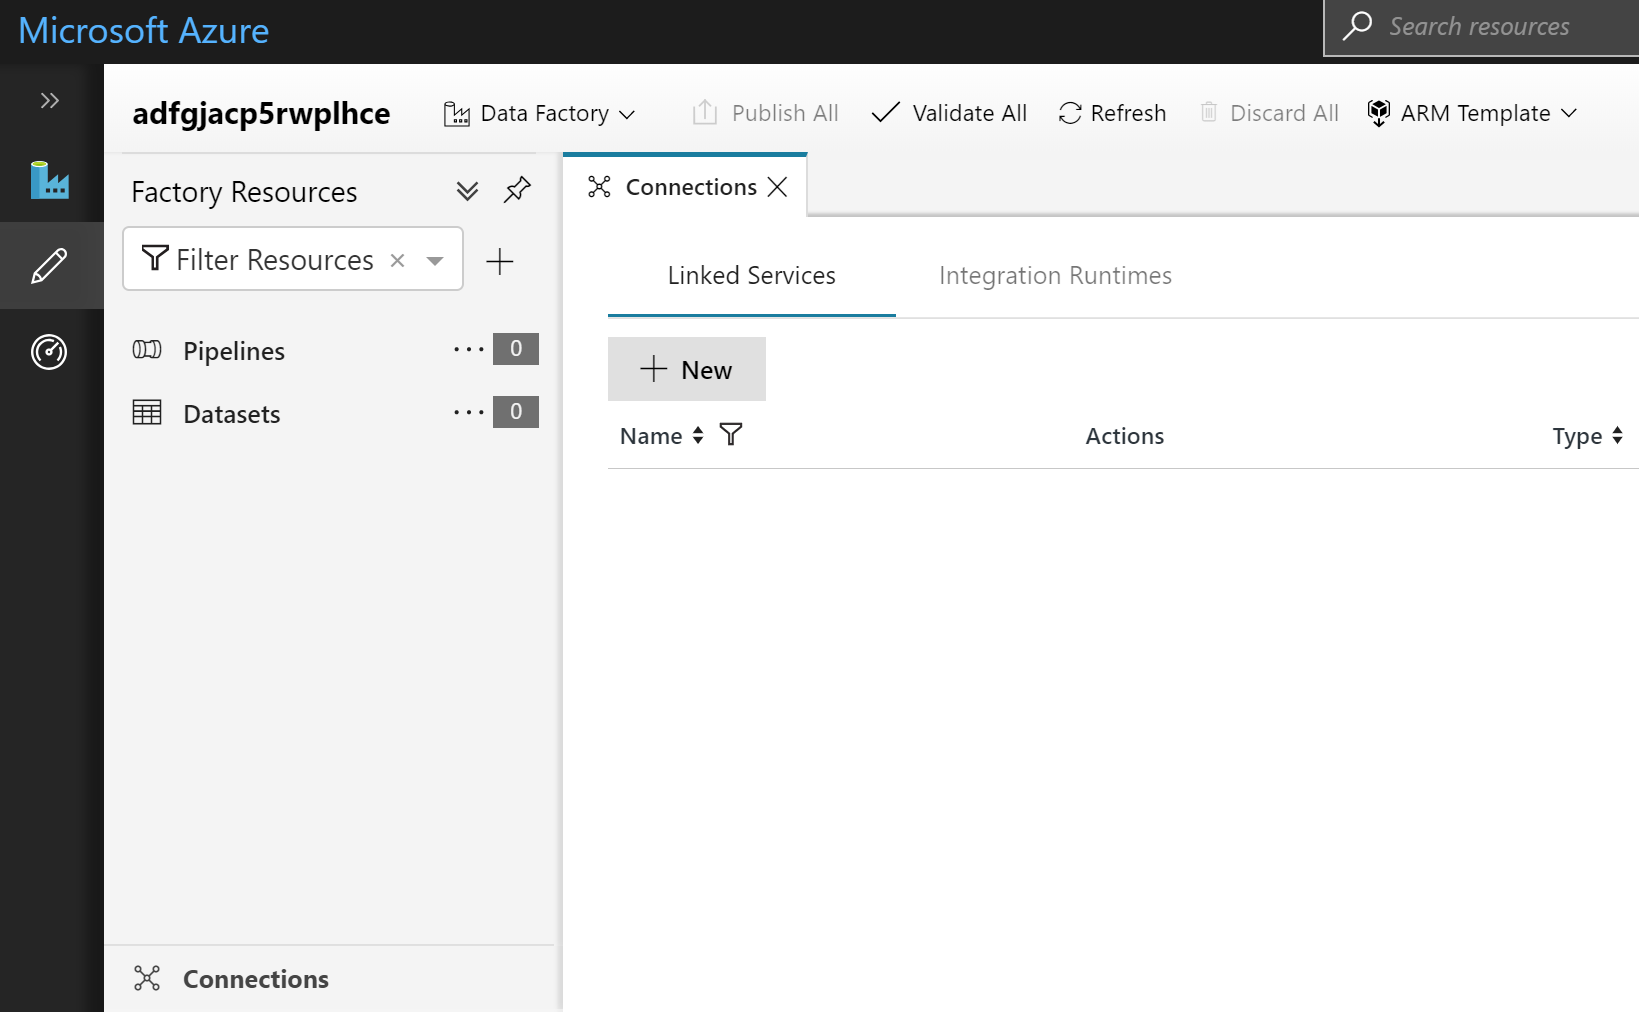 Microsoft Azure
Search resources
adfgjacp5rwplhce
Data Factory
Publish All
Validate All
Refresh
Discard All
ARM Template
Factory Resources
Filter Resources
Pipelines
0
Datasets
0
Connections
Connections
Linked Services
Integration Runtimes
New
Name
Actions
Type